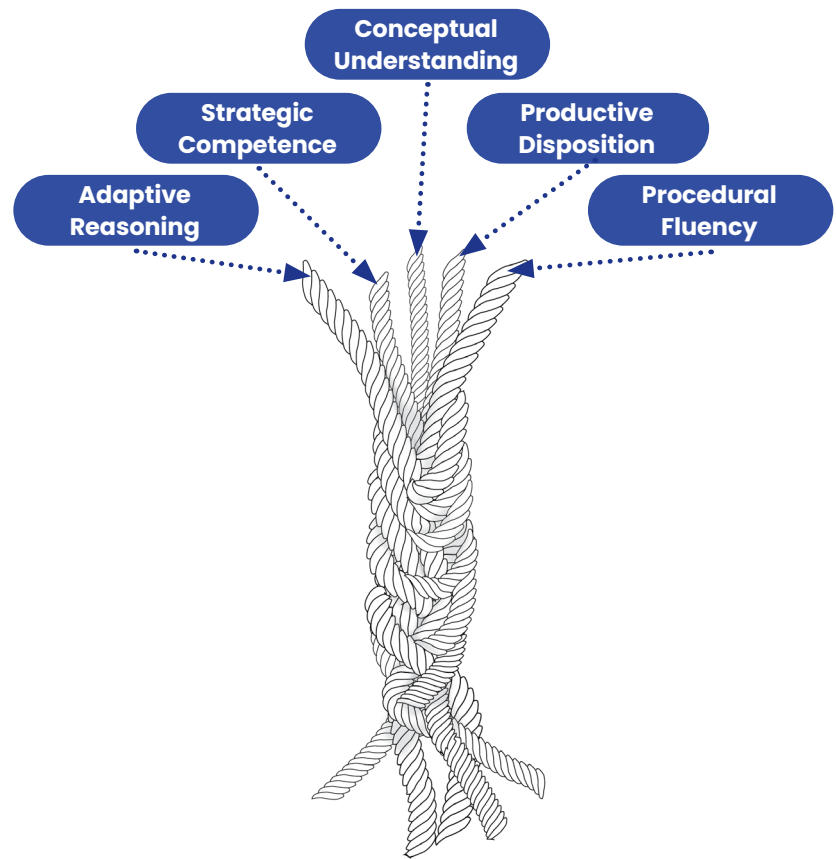 Conceptual
Understanding
Strategic
Competence
Productive
Disposition
Adaptive
Reasoning
Procedural
Fluency